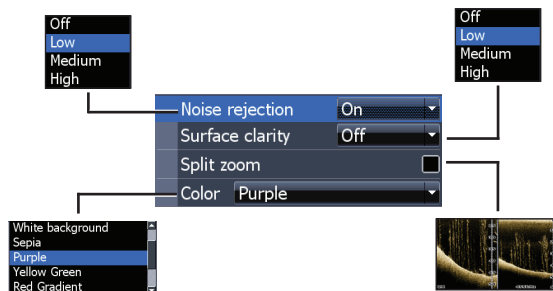 Off
Low
Medium
High
Off
Low
Medium
High
Noise rejection On
Surface clarity Off
Split zoom
Color Purple
White background
Sepia
Purple
Yellow Green
Red Gradient